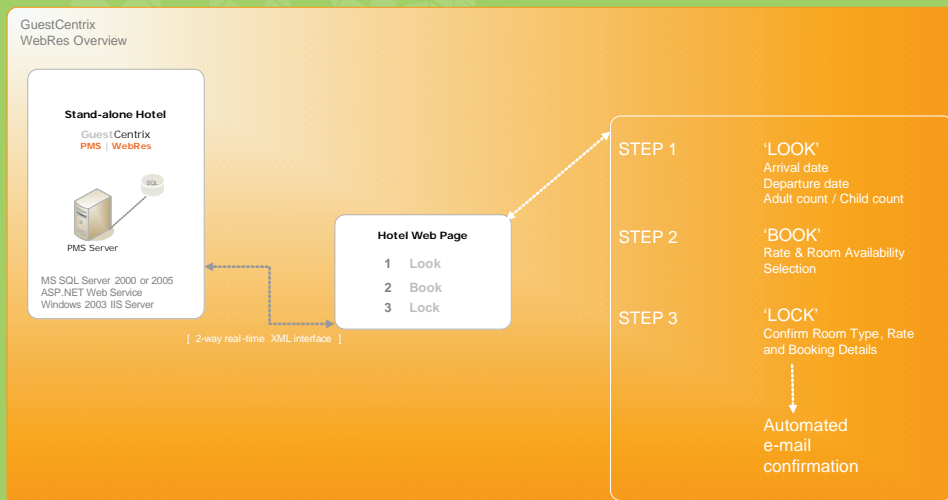 GuestCentrix
WebRes Overview
Stand-alone Hotel
GuestCentrix
PMS | WebRes
SQL
PMS Server
MS SQL Server 2000 or 2005
ASP.NET Web Service
Windows 2003 IIS Server
[ 2-way real-time XML interface ]
Hotel Web Page
1 Look
2 Book
3 Lock
STEP 1
‘LOOK’
Arrival date
Departure date
Adult count / Child count
STEP 2
‘BOOK’
Rate & Room Availability
Selection
STEP 3
‘LOCK’
Confirm Room Type, Rate
and Booking Details
Automated
e-mail
confirmation